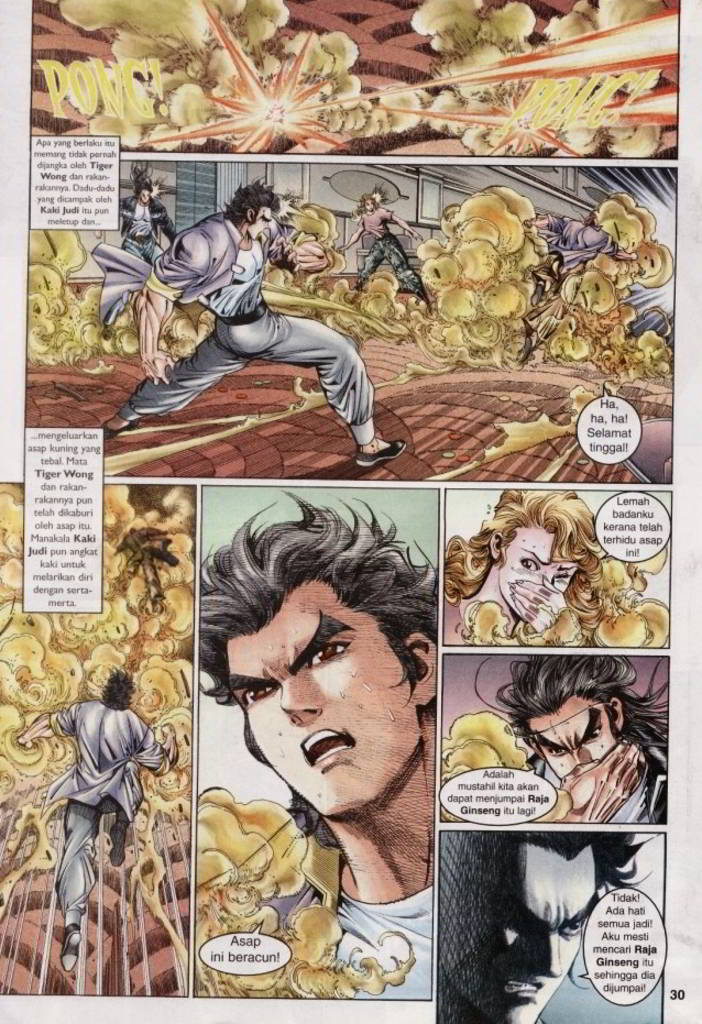 PONG!
PONG!
Apa yang berlaku itu
memang tidak pernah
dijangka oleh Tiger
Wong dan rakan-
rakannya. Dadu-dadu
yang dicampak oleh
Kaki Judi itu pun
meletup dan...
Ha,
ha, ha!
Selamat
tinggal!
...mengeluarkan
asap kuning yang
tebal. Mata
Tiger Wong
dan rakan-
rakannya pun
telah dikaburi
oleh asap itu.
Manakala Kaki
Judi pun angkat
kaki untuk
melarikan diri
dengan serta-
merta.
Asap
ini beracun!
Lemah
badanku
kerana telah
terhidu asap
ini!
Adalah
mustahil kita akan
dapat menjumpai Raja
Ginseng itu lagi!
Tidak!
Ada hati
semua jadi!
Aku mesti
mencari Raja
Ginseng itu
sehingga dia
dijumpai!
30